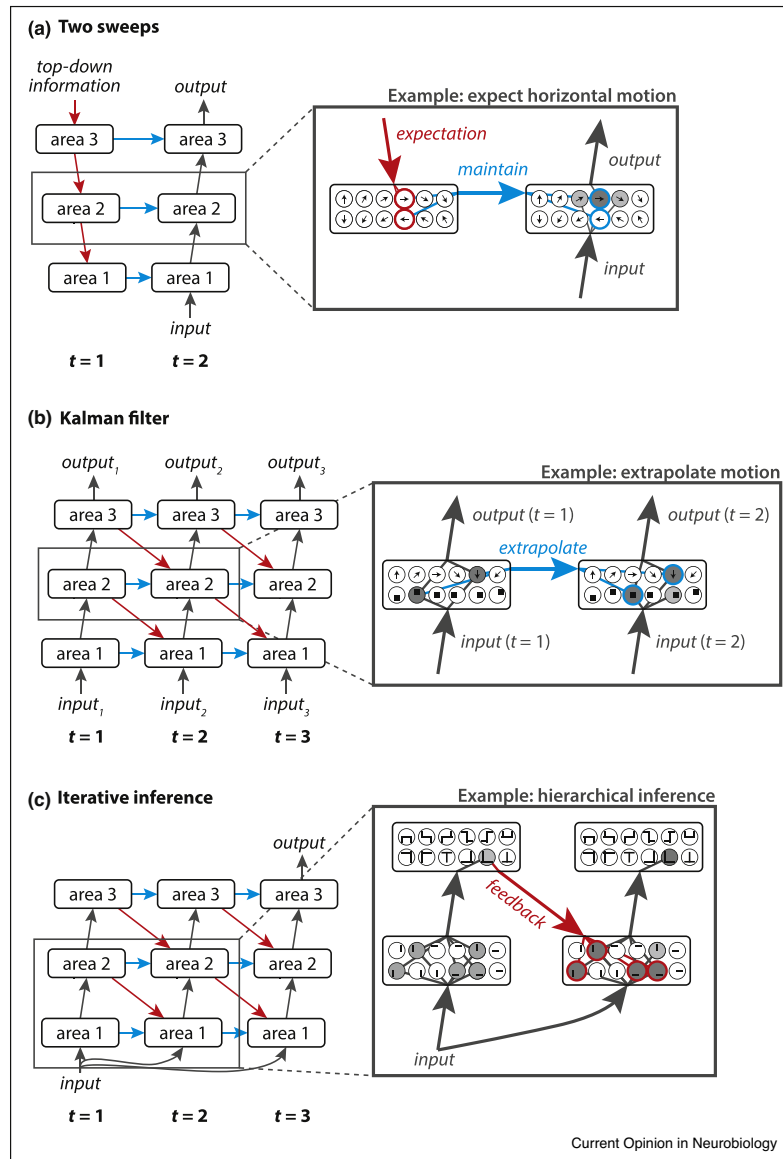 (a) Two sweeps
top-down
information
output
area 3
area 3
area 2
area 2
area 1
area 1
input
t = 1
t = 2
Example: expect horizontal motion
expectation
maintain
output
input
(b) Kalman filter
output1
output2
output3
area 3
area 3
area 3
area 2
area 2
area 2
area 1
area 1
area 1
input1
input2
input3
t = 1
t = 2
t = 3
Example: extrapolate motion
output (t = 1)
output (t = 2)
extrapolate
input (t = 1)
input (t = 2)
(c) Iterative inference
output
area 3
area 3
area 3
area 2
area 2
area 2
area 1
area 1
area 1
input
t = 1
t = 2
t = 3
Example: hierarchical inference
feedback
input
Current Opinion in Neurobiology